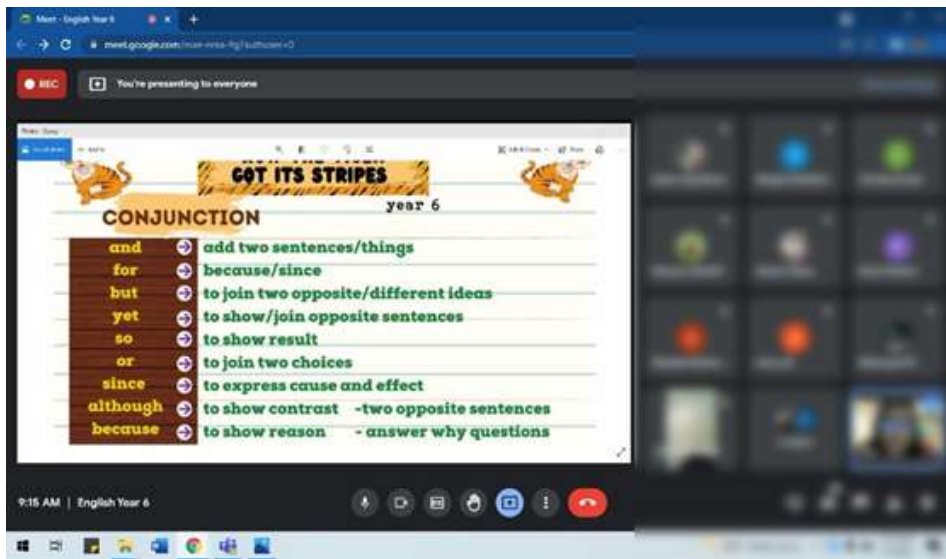 Meet - English Year 6
meet.google.com
REC
You're presenting to everyone
GOT ITS STRIPES
year 6
CONJUNCTION
and add two sentences/things
for because/since
but to join two opposite/different ideas
yet to show/join opposite sentences
so to show result
or to join two choices
since to express cause and effect
although to show contrast -two opposite sentences
because to show reason - answer why questions
9:15 AM | English Year 6